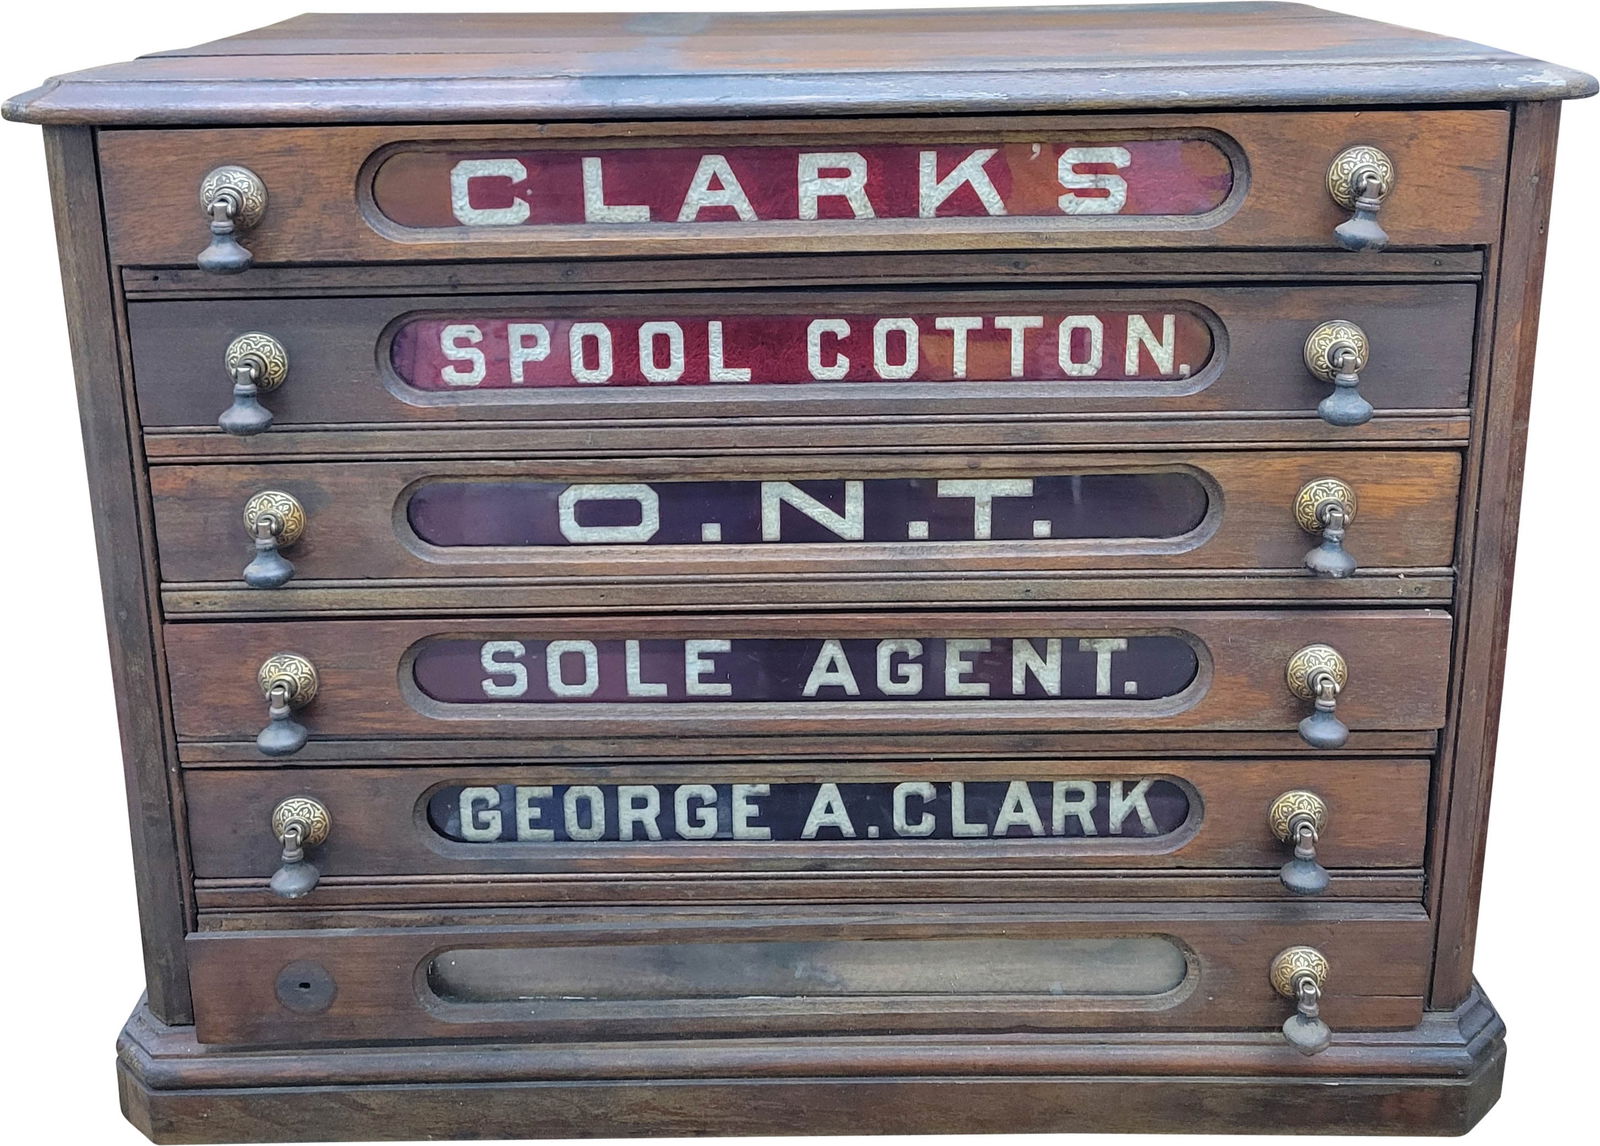 CLARK'S
SPOOL COTTON.
O.N.T.
SOLE AGENT.
GEORGE A. CLARK